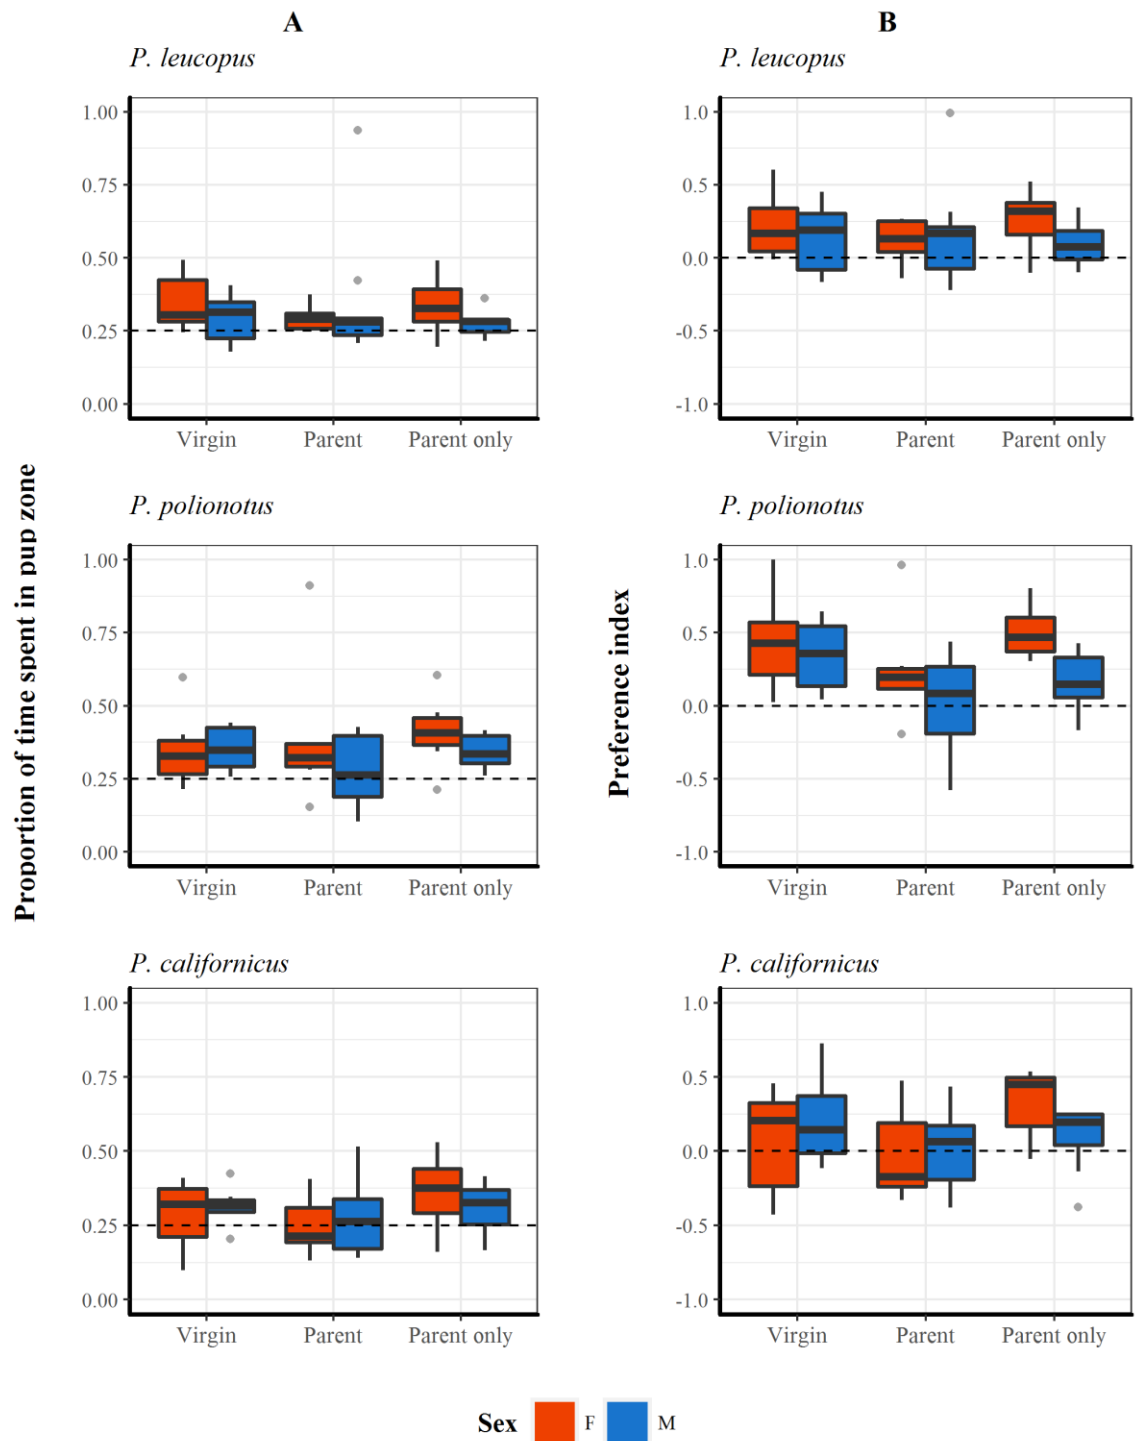 A
B
P. leucopus
P. leucopus
1.00
0.75
0.50
0.25
0.00
Virgin
Parent
Parent only
1.0
0.5
0.0
-0.5
-1.0
Virgin
Parent
Parent only
Proportion of time spent in pup zone
Preference index
P. polionotus
P. polionotus
1.00
0.75
0.50
0.25
0.00
Virgin
Parent
Parent only
1.0
0.5
0.0
-0.5
-1.0
Virgin
Parent
Parent only
P. californicus
P. californicus
1.00
0.75
0.50
0.25
0.00
Virgin
Parent
Parent only
1.0
0.5
0.0
-0.5
-1.0
Virgin
Parent
Parent only
Sex F M